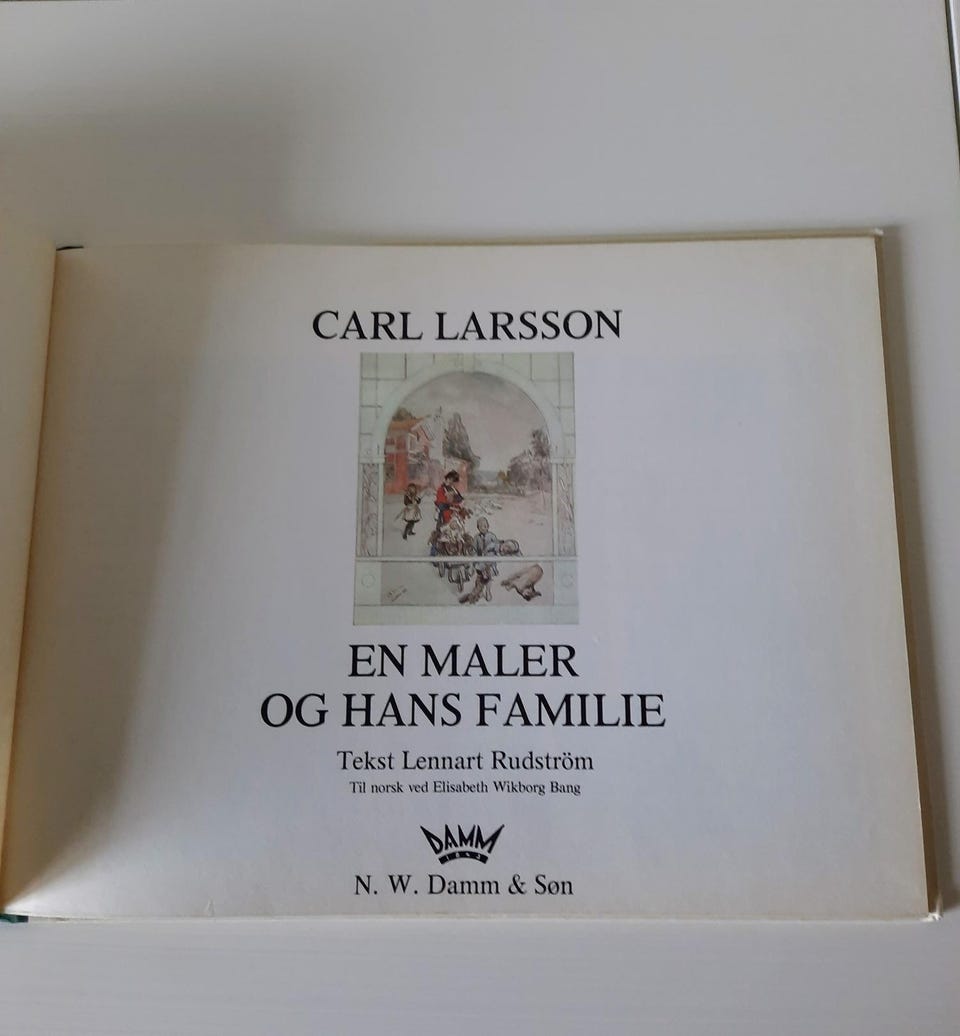 CARL LARSSON
EN MALER
OG HANS FAMILIE
Tekst Lennart Rudström
Til norsk ved Elisabeth Wikborg Bang
DAMM
1843
N. W. Damm & Søn